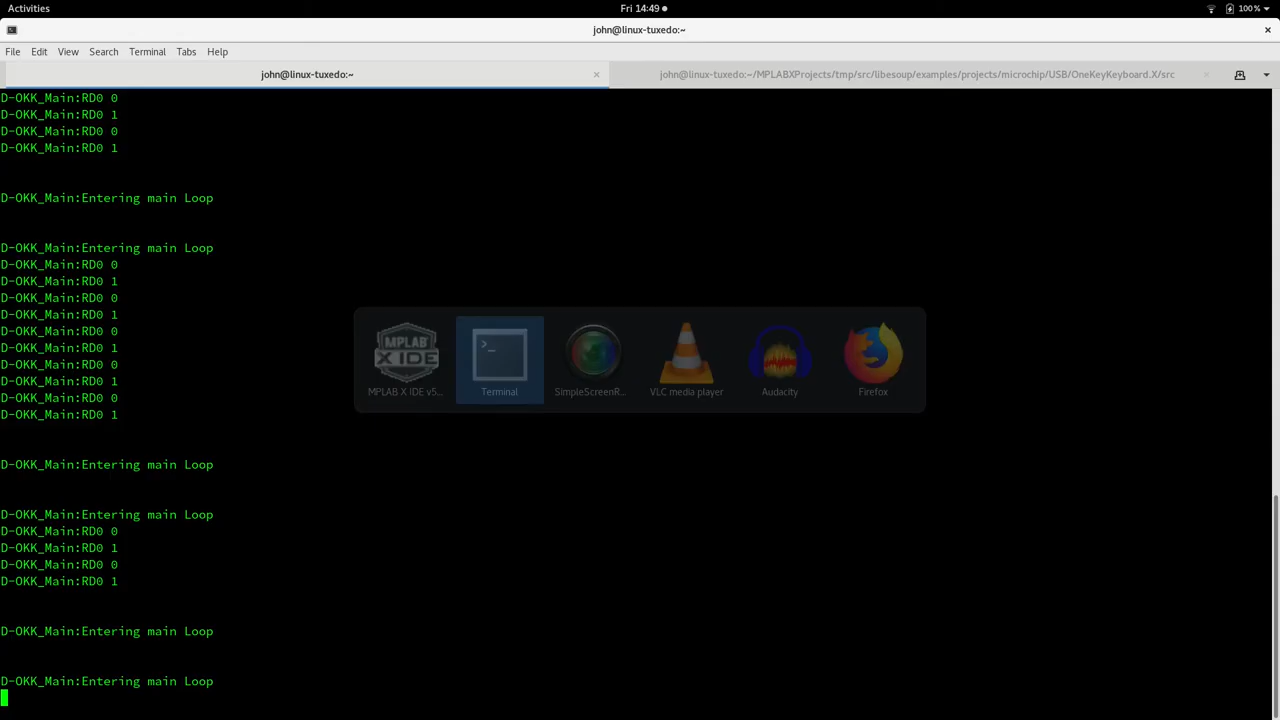 Activities
Fri 14:49
100%
john@linux-tuxedo:~
File Edit View Search Terminal Tabs Help
john@linux-tuxedo:~
john@linux-tuxedo:~/MPLABXProjects/tmp/src/libesoup/examples/projects/microchip/USB/OneKeyKeyboard.X/src
D-OKK_Main:RD0 0
D-OKK_Main:RD0 1
D-OKK_Main:RD0 0
D-OKK_Main:RD0 1
D-OKK_Main:Entering main Loop
D-OKK_Main:Entering main Loop
D-OKK_Main:RD0 0
D-OKK_Main:RD0 1
D-OKK_Main:RD0 0
D-OKK_Main:RD0 1
D-OKK_Main:RD0 0
D-OKK_Main:RD0 1
D-OKK_Main:RD0 0
D-OKK_Main:RD0 1
D-OKK_Main:RD0 0
D-OKK_Main:RD0 1
MPLAB
X IDE
>_
MPLAB X IDE v5...
Terminal
SimpleScreenR...
VLC media player
Audacity
Firefox
D-OKK_Main:Entering main Loop
D-OKK_Main:Entering main Loop
D-OKK_Main:RD0 0
D-OKK_Main:RD0 1
D-OKK_Main:RD0 0
D-OKK_Main:RD0 1
D-OKK_Main:Entering main Loop
D-OKK_Main:Entering main Loop